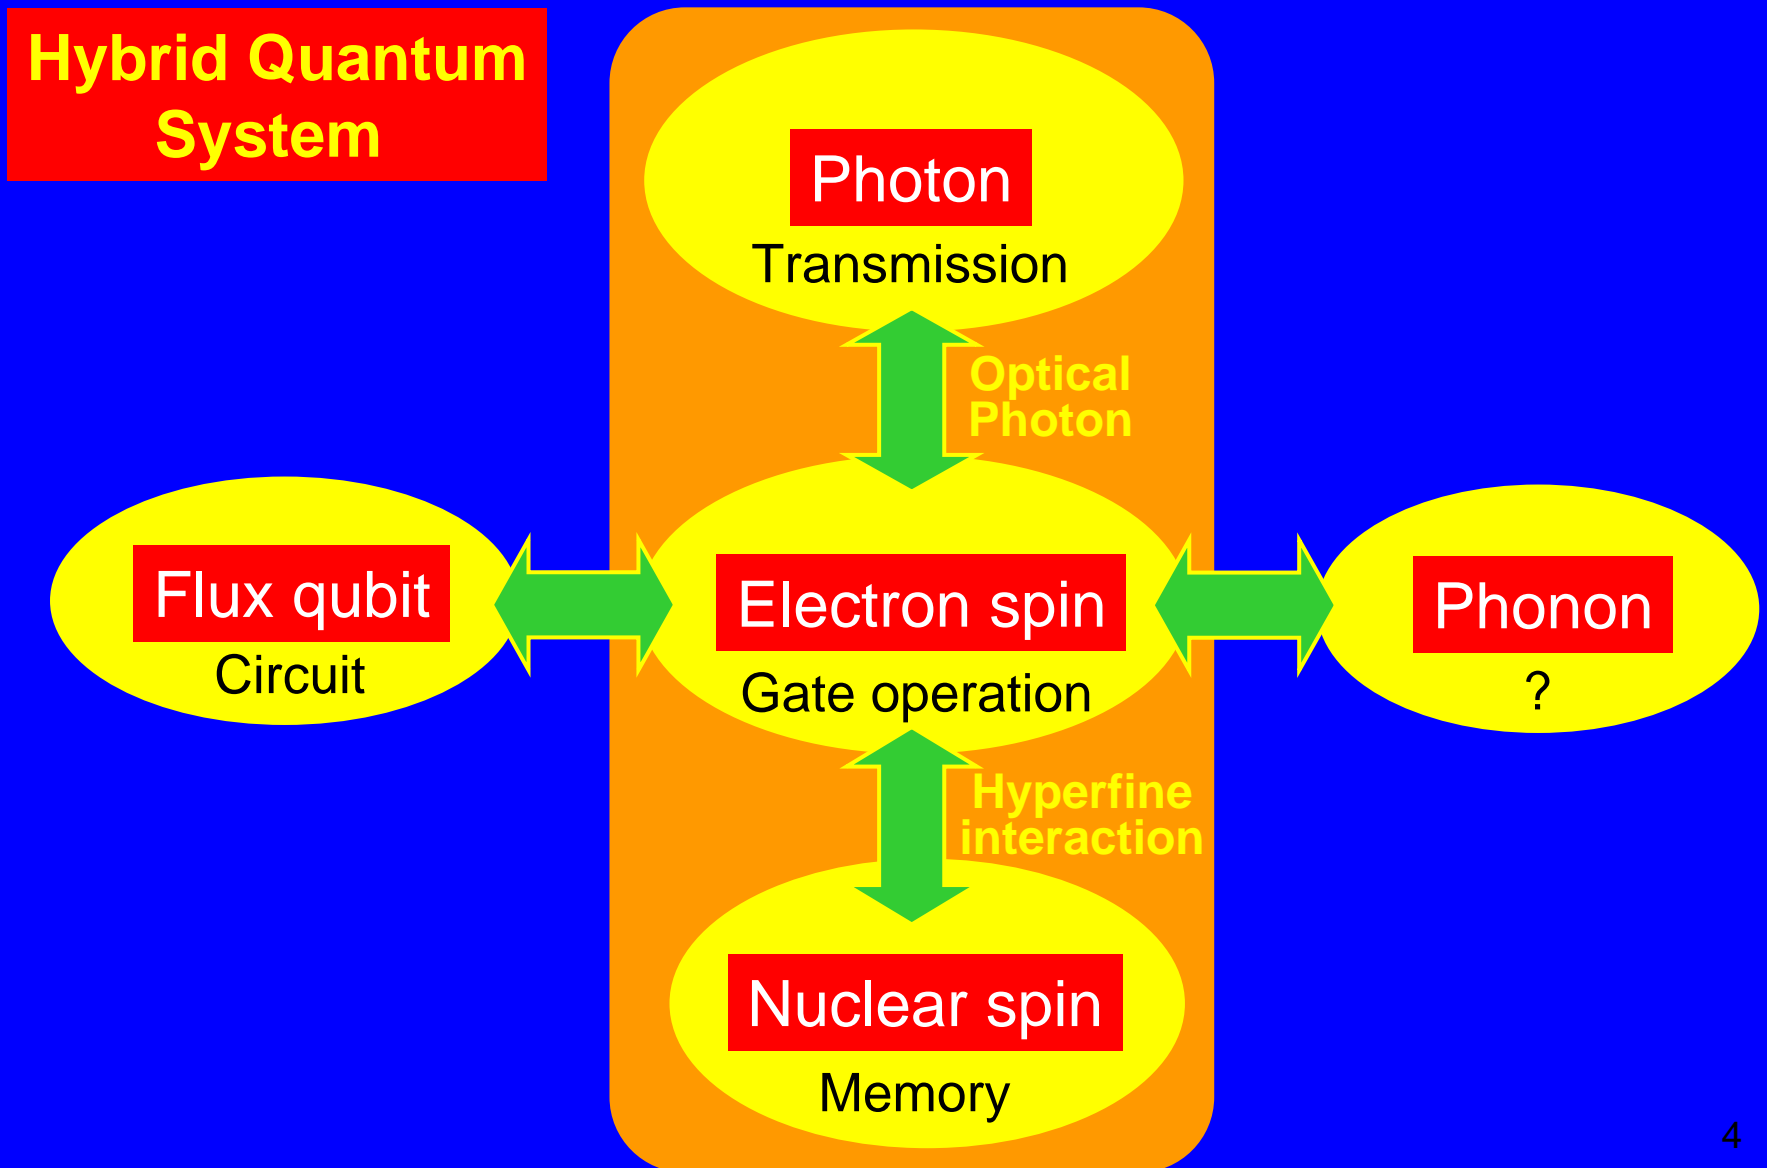 Hybrid Quantum
System
Photon
Transmission
Optical
Photon
Flux qubit
Circuit
Electron spin
Gate operation
Phonon
?
Hyperfine
interaction
Nuclear spin
Memory
4